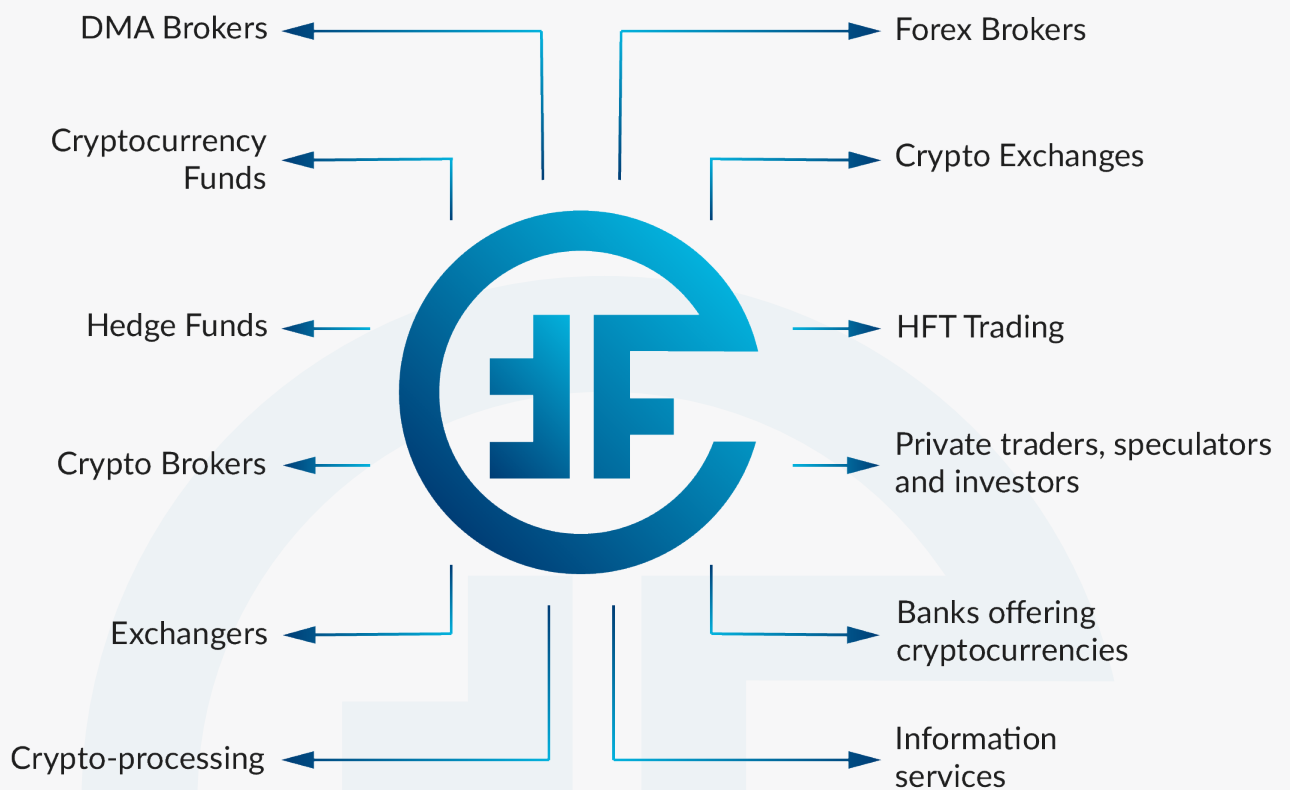 DMA Brokers
Cryptocurrency
Funds
Hedge Funds
Crypto Brokers
Exchangers
Crypto-processing
Forex Brokers
Crypto Exchanges
HFT Trading
Private traders, speculators
and investors
Banks offering
cryptocurrencies
Information
services